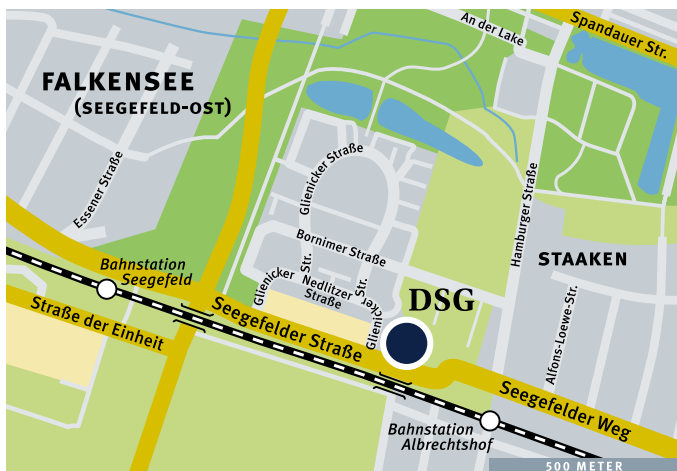 An der Lake
Spandauer Str.
FALKENSEE
(SEEGEFELD-OST)
Essener Straße
Glienicker Straße
Hamburger Straße
Bornimer Straße
STAAKEN
Bahnstation
Seegefeld
Glienicker
Str.
Nedlitzer
Straße
Glienicker Str.
DSG
Straße der Einheit
Seegefelder Straße
Alfons-Loewe-Str.
Seegefelder Weg
Bahnstation
Albrechtshof
500 METER